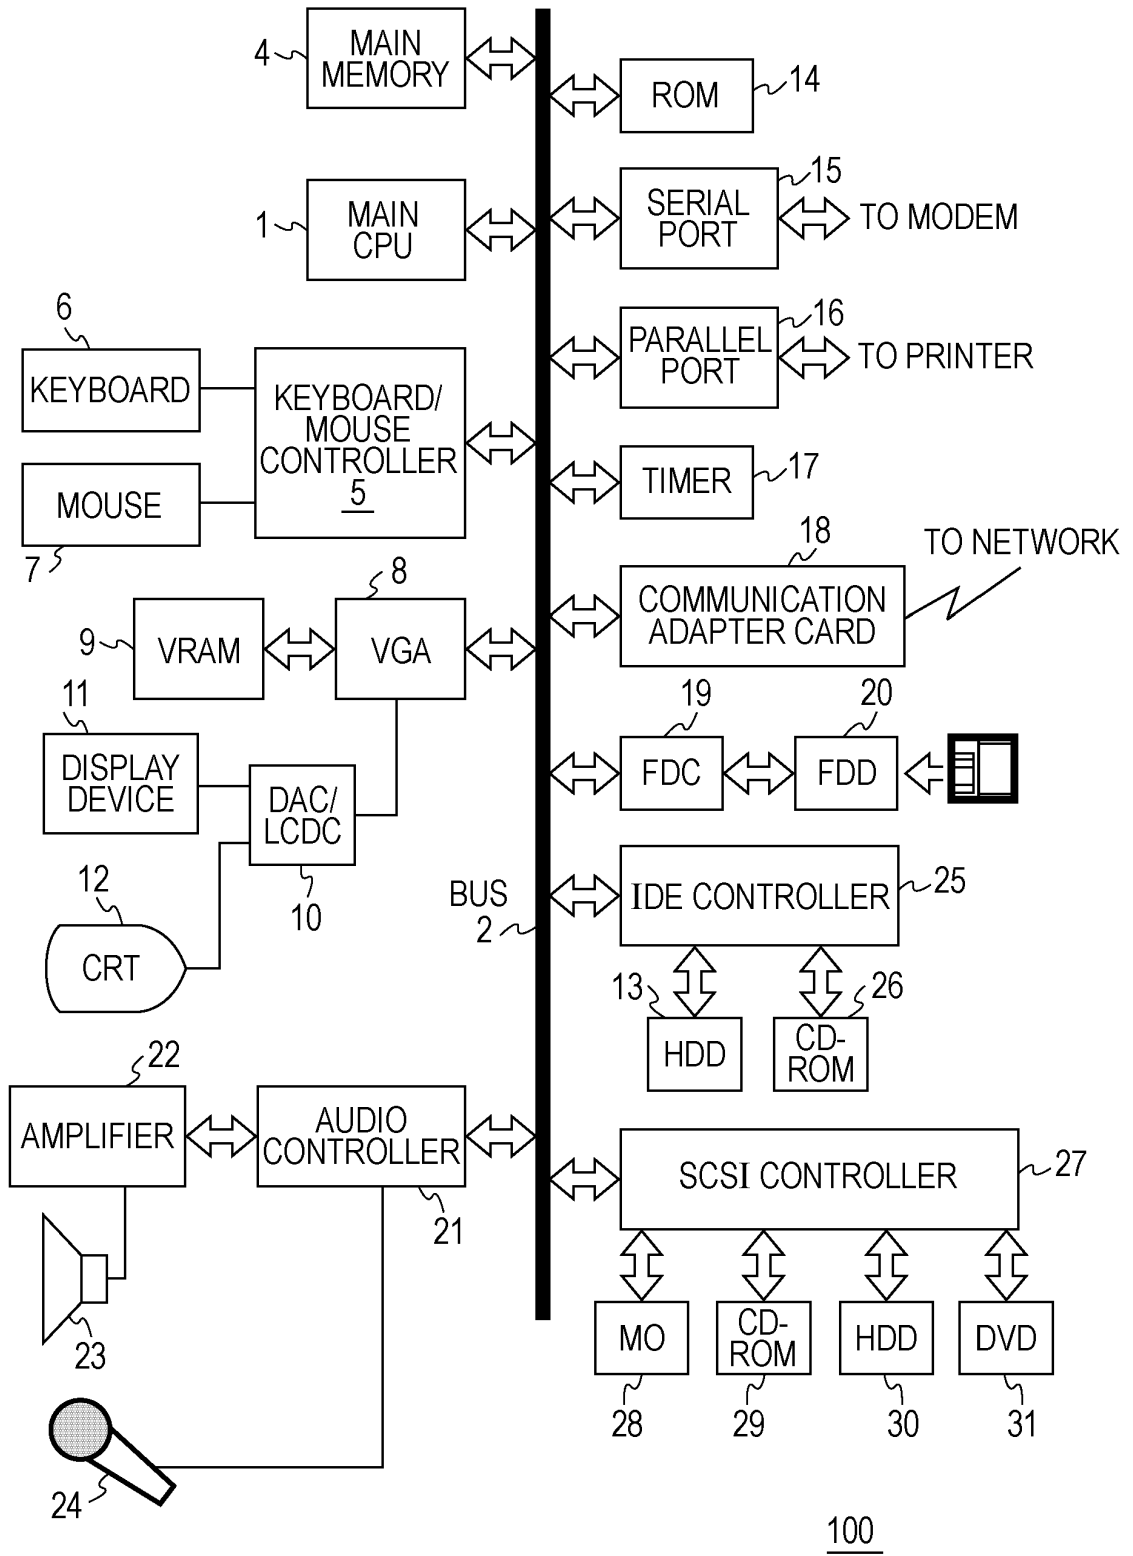 4
MAIN
MEMORY
ROM
14
1
MAIN
CPU
15
SERIAL
PORT
TO MODEM
6
KEYBOARD
KEYBOARD/
MOUSE
CONTROLLER
5
MOUSE
7
16
PARALLEL
PORT
TO PRINTER
TIMER
17
18
COMMUNICATION
ADAPTER CARD
TO NETWORK
8
9
VRAM
VGA
11
DISPLAY
DEVICE
DAC/
LCDC
10
12
CRT
19
FDC
20
FDD
BUS
2
IDE CONTROLLER
25
13
HDD
26
CD-
ROM
22
AMPLIFIER
AUDIO
CONTROLLER
21
23
24
SCSI CONTROLLER
27
MO
28
CD-
ROM
29
HDD
30
DVD
31
100